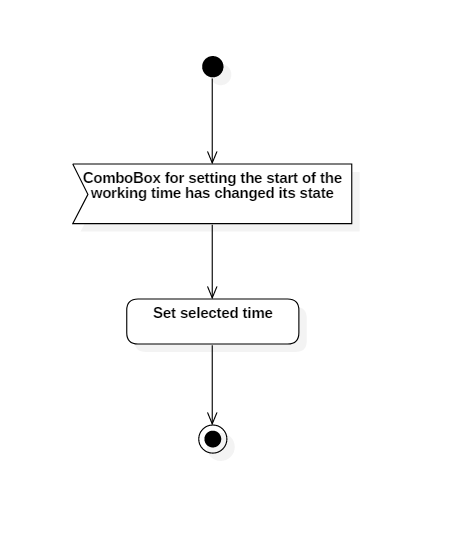 ComboBox for setting the start of the
working time has changed its state
Set selected time